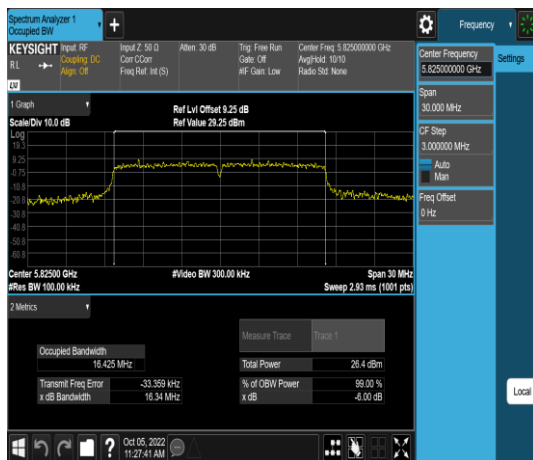 Spectrum Analyzer 1
Occupied BW
+
Frequency
KEYSIGHT
Input: RF
Input Z: 50 Ω
Atten: 30 dB
Trig: Free Run
Center Freq: 5.825000000 GHz
RL
Coupling: DC
Corr CCorr
Gate: Off
Avg|Hold: 10/10
Align: Off
Freq Ref: Int (S)
#IF Gain: Low
Radio Std: None
LXI
Center Frequency
5.825000000 GHz
Settings
Span
30.000 MHz
CF Step
3.000000 MHz
Auto
Man
Freq Offset
0 Hz
1 Graph
Ref Lvl Offset 9.25 dB
Scale/Div 10.0 dB
Ref Value 29.25 dBm
Log
19.3
9.25
-0.75
-10.8
-20.8
-30.8
-40.8
-50.8
-60.8
Center 5.82500 GHz
#Video BW 300.00 kHz
Span 30 MHz
#Res BW 100.00 kHz
Sweep 2.93 ms (1001 pts)
2 Metrics
Measure Trace
Trace 1
Occupied Bandwidth
16.425 MHz
Total Power
26.4 dBm
Transmit Freq Error
-33.359 kHz
% of OBW Power
99.00 %
x dB Bandwidth
16.34 MHz
x dB
-6.00 dB
Local
?
Oct 05, 2022
11:27:41 AM